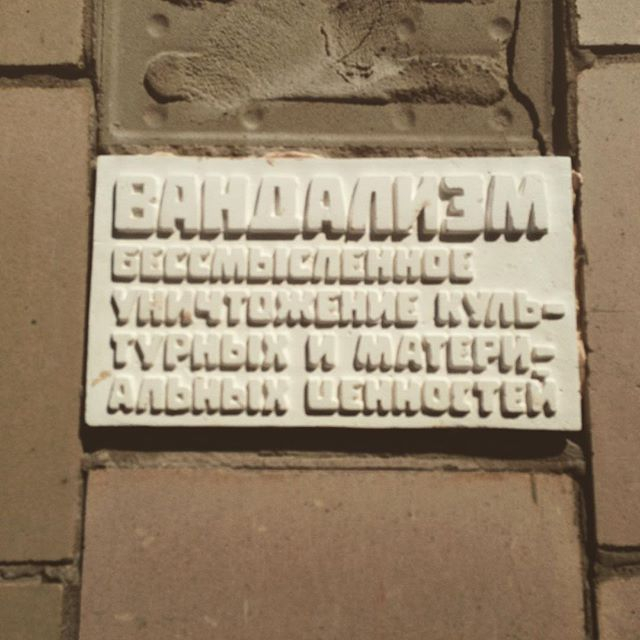 ВАНДАЛИЗМ
БЕССМЫСЛЕННОЕ
УНИЧТОЖЕНИЕ КУЛЬ-
ТУРНЫХ И МАТЕРИ-
АЛЬНЫХ ЦЕННОСТЕЙ